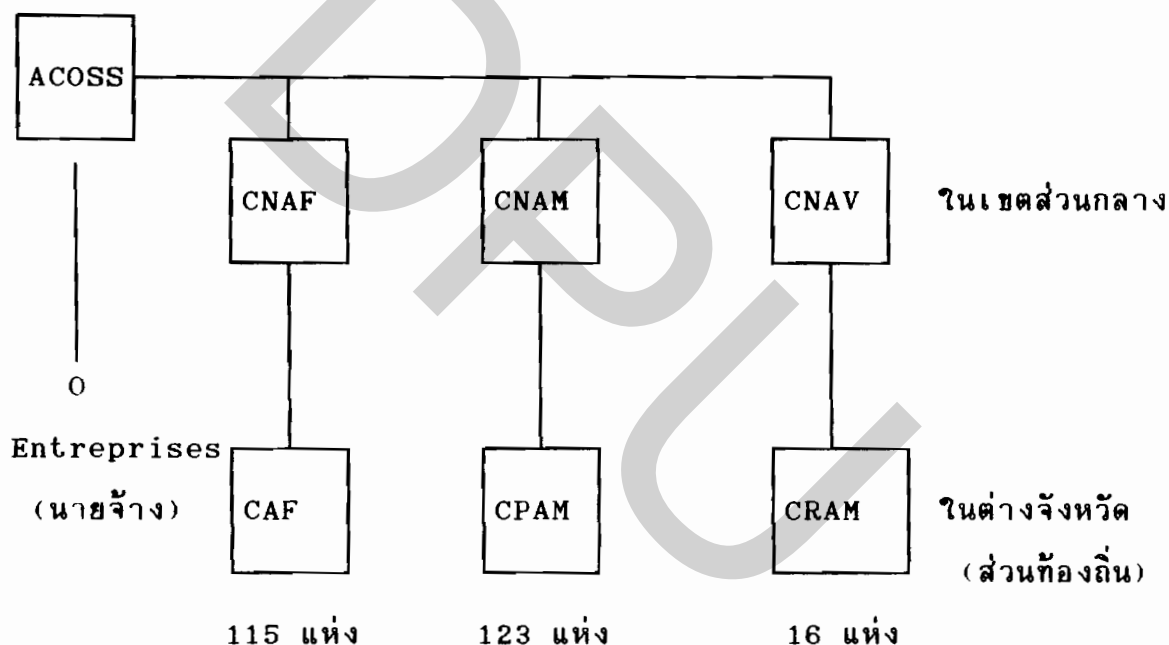 ACOSS
CNAF CNAM CNAV ในเขตส่วนกลาง
O
Entreprises
(นายจ้าง) CAF CPAM CRAM ในต่างจังหวัด
(ส่วนท้องถิ่น)
115 แห่ง 123 แห่ง 16 แห่ง
DPU